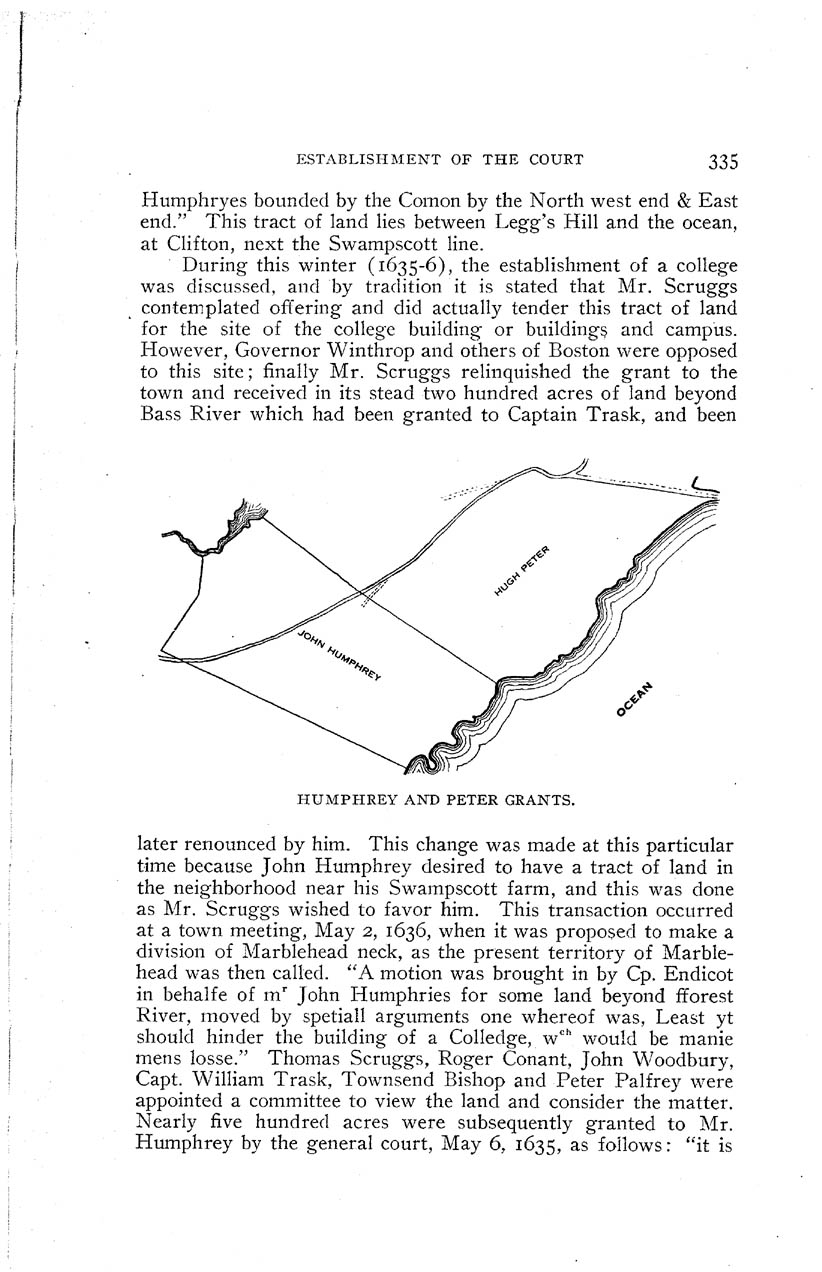 ESTABLISHMENT OF THE COURT 335
Humphryes bounded by the Comon by the North west end & East
end.” This tract of land lies between Legg’s Hill and the ocean,
at Clifton, next the Swampscott line.
During this winter (1635-6), the establishment of a college
was discussed, and by tradition it is stated that Mr. Scruggs
contemplated offering and did actually tender this tract of land
for the site of the college building or buildings and campus.
However, Governor Winthrop and others of Boston were opposed
to this site; finally Mr. Scruggs relinquished the grant to the
town and received in its stead two hundred acres of land beyond
Bass River which had been granted to Captain Trask, and been
HUGH PETER
JOHN HUMPHREY
OCEAN
HUMPHREY AND PETER GRANTS.
later renounced by him. This change was made at this particular
time because John Humphrey desired to have a tract of land in
the neighborhood near his Swampscott farm, and this was done
as Mr. Scruggs wished to favor him. This transaction occurred
at a town meeting, May 2, 1636, when it was proposed to make a
division of Marblehead neck, as the present territory of Marble-
head was then called. “A motion was brought in by Cp. Endicot
in behalfe of mʳ John Humphries for some land beyond fforest
River, moved by spetiall arguments one whereof was, Least yt
should hinder the building of a Colledge, wᶜʰ would be manie
mens losse.” Thomas Scruggs, Roger Conant, John Woodbury,
Capt. William Trask, Townsend Bishop and Peter Palfrey were
appointed a committee to view the land and consider the matter.
Nearly five hundred acres were subsequently granted to Mr.
Humphrey by the general court, May 6, 1635, as follows: “it is